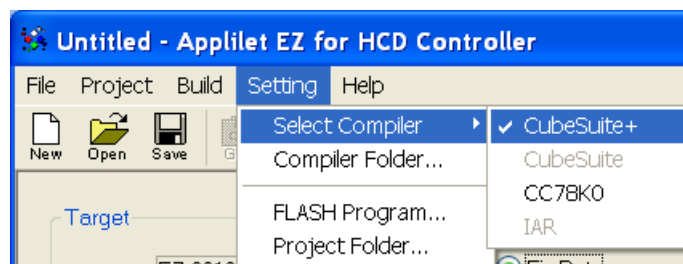 Untitled - Applilet EZ for HCD Controller
File Project Build Setting Help
New Open Save G
Select Compiler
CubeSuite+
Compiler Folder...
CubeSuite
CC78K0
FLASH Program...
IAR
Target
Project Folder...